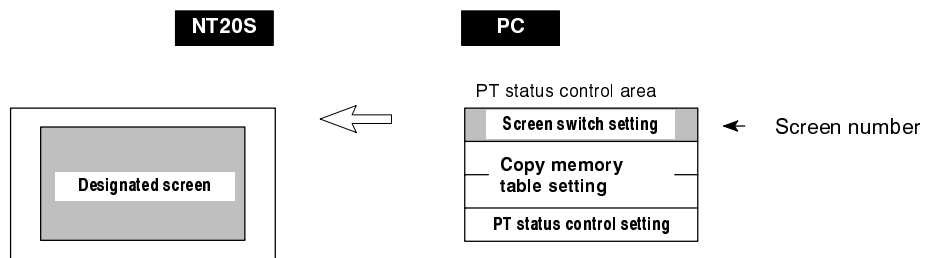 NT20S
PC
PT status control area
Screen switch setting
Screen number
Copy memory
table setting
Designated screen
PT status control setting